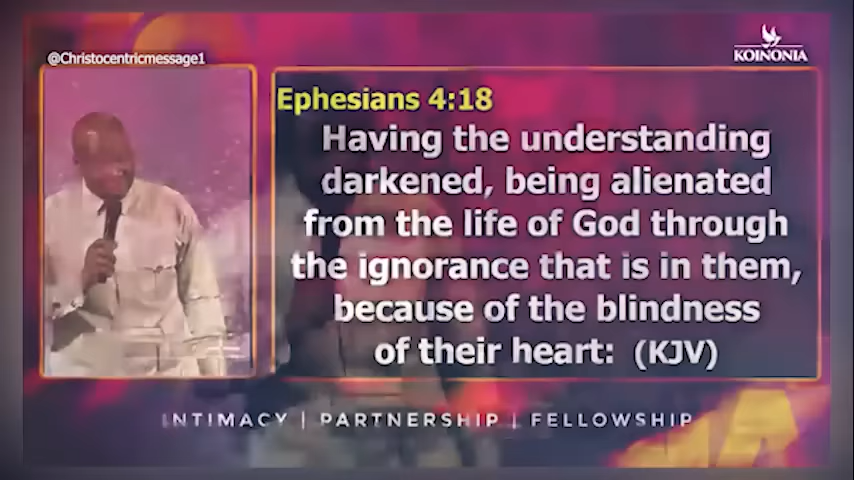 @Christocentricmessage1
KOINONIA
Ephesians 4:18
Having the understanding
darkened, being alienated
from the life of God through
the ignorance that is in them,
because of the blindness
of their heart: (KJV)
INTIMACY | PARTNERSHIP | FELLOWSHIP